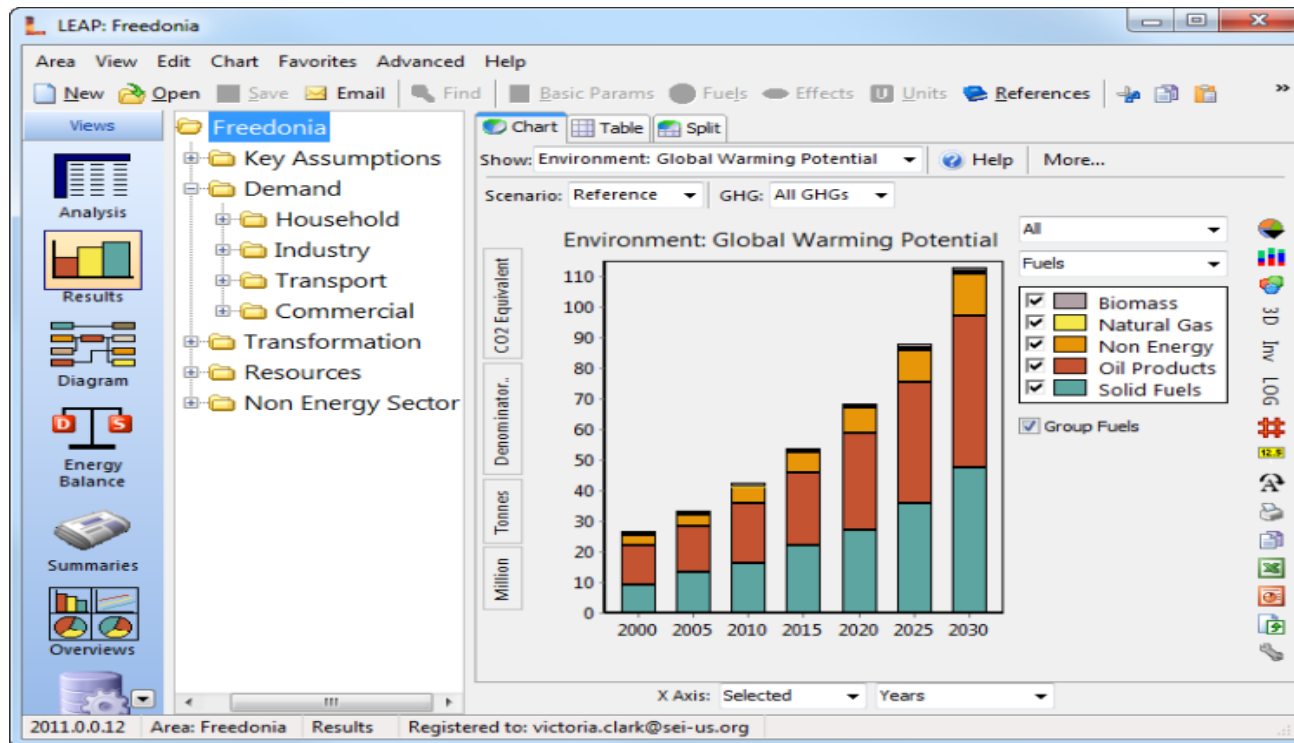 LEAP: Freedonia
Area View Edit Chart Favorites Advanced Help
New Open Save Email Find Basic Params Fuels Effects Units References »
Views
Analysis
Results
Diagram
Energy
Balance
Summaries
Overviews
Freedonia
Key Assumptions
Demand
Household
Industry
Transport
Commercial
Transformation
Resources
Non Energy Sector
Chart Table Split
Show: Environment: Global Warming Potential Help More...
Scenario: Reference GHG: All GHGs
Environment: Global Warming Potential
CO2 Equivalent
Denominator..
Tonnes
Million
110
100
90
80
70
60
50
40
30
20
10
0
2000 2005 2010 2015 2020 2025 2030
All
Fuels
Biomass
Natural Gas
Non Energy
Oil Products
Solid Fuels
Group Fuels
3D
Inv
LOG
12.5
X Axis: Selected Years
2011.0.0.12 Area: Freedonia Results Registered to: victoria.clark@sei-us.org